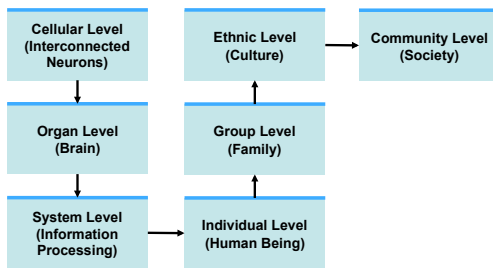 Cellular Level
(Interconnected
Neurons)
Organ Level
(Brain)
System Level
(Information
Processing)
Individual Level
(Human Being)
Group Level
(Family)
Ethnic Level
(Culture)
Community Level
(Society)